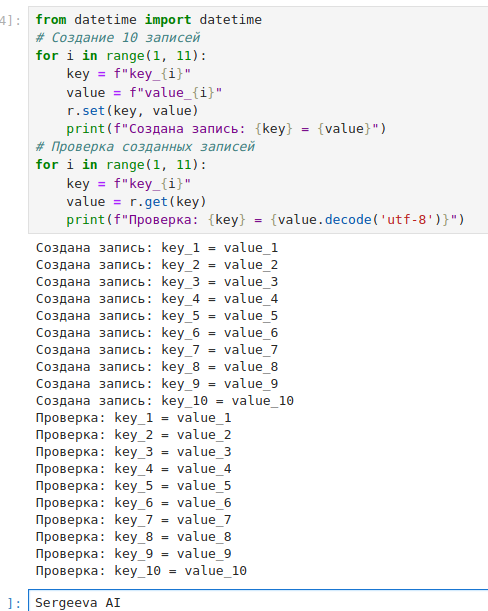 4]:
from datetime import datetime
# Создание 10 записей
for i in range(1, 11):
    key = f"key_{i}"
    value = f"value_{i}"
    r.set(key, value)
    print(f"Создана запись: {key} = {value}")
# Проверка созданных записей
for i in range(1, 11):
    key = f"key_{i}"
    value = r.get(key)
    print(f"Проверка: {key} = {value.decode('utf-8')}")
Создана запись: key_1 = value_1
Создана запись: key_2 = value_2
Создана запись: key_3 = value_3
Создана запись: key_4 = value_4
Создана запись: key_5 = value_5
Создана запись: key_6 = value_6
Создана запись: key_7 = value_7
Создана запись: key_8 = value_8
Создана запись: key_9 = value_9
Создана запись: key_10 = value_10
Проверка: key_1 = value_1
Проверка: key_2 = value_2
Проверка: key_3 = value_3
Проверка: key_4 = value_4
Проверка: key_5 = value_5
Проверка: key_6 = value_6
Проверка: key_7 = value_7
Проверка: key_8 = value_8
Проверка: key_9 = value_9
Проверка: key_10 = value_10
]: Sergeeva AI